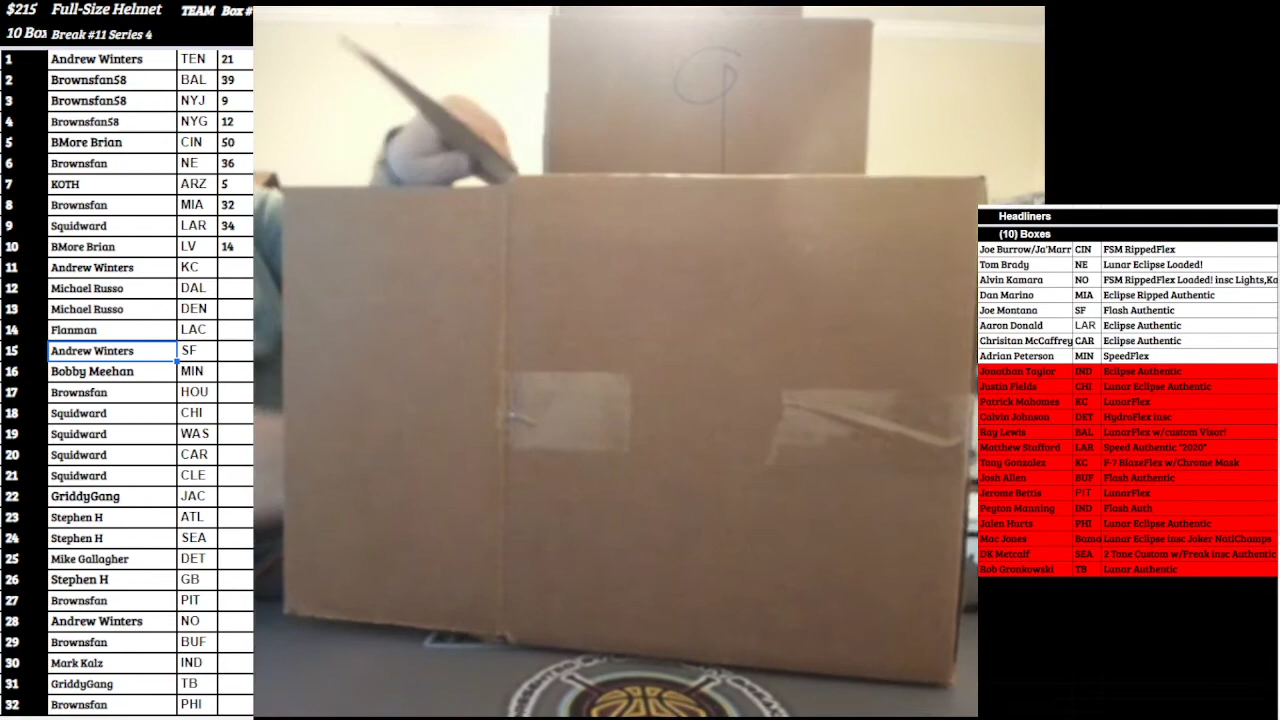 $215 Full-Size Helmet TEAM Box #
10 Box Break #11 Series 4
1 Andrew Winters TEN 21
2 Brownsfan58 BAL 39
3 Brownsfan58 NYJ 9
4 Brownsfan58 NYG 12
5 BMore Brian CIN 50
6 Brownsfan NE 36
7 KOTH ARZ 5
8 Brownsfan MIA 32
9 Squidward LAR 34
10 BMore Brian LV 14
11 Andrew Winters KC
12 Michael Russo DAL
13 Michael Russo DEN
14 Flanman LAC
15 Andrew Winters SF
16 Bobby Meehan MIN
17 Brownsfan HOU
18 Squidward CHI
19 Squidward WAS
20 Squidward CAR
21 Squidward CLE
22 GriddyGang JAC
23 Stephen H ATL
24 Stephen H SEA
25 Mike Gallagher DET
26 Stephen H GB
27 Brownsfan PIT
28 Andrew Winters NO
29 Brownsfan BUF
30 Mark Kalz IND
31 GriddyGang TB
32 Brownsfan PHI
Headliners
(10) Boxes
Joe Burrow/Ja'Marr CIN FSM RippedFlex
Tom Brady NE Lunar Eclipse Loaded!
Alvin Kamara NO FSM RippedFlex Loaded! insc Lights,Ka
Dan Marino MIA Eclipse Ripped Authentic
Joe Montana SF Flash Authentic
Aaron Donald LAR Eclipse Authentic
Chrisitan McCaffrey CAR Eclipse Authentic
Adrian Peterson MIN SpeedFlex
Jonathan Taylor IND Eclipse Authentic
Justin Fields CHI Lunar Eclipse Authentic
Patrick Mahomes KC LunarFlex
Calvin Johnson DET HydroFlex insc
Ray Lewis BAL LunarFlex w/custom Visor!
Matthew Stafford LAR Speed Authentic "2020"
Tony Gonzalez KC F-7 BlazeFlex w/Chrome Mask
Josh Allen BUF Flash Authentic
Jerome Bettis PIT LunarFlex
Peyton Manning IND Flash Auth
Jalen Hurts PHI Lunar Eclipse Authentic
Mac Jones Bama Lunar Eclipse insc Joker NatlChamps
DK Metcalf SEA 2 Tone Custom w/Freak insc Authentic
Rob Gronkowski TB Lunar Authentic